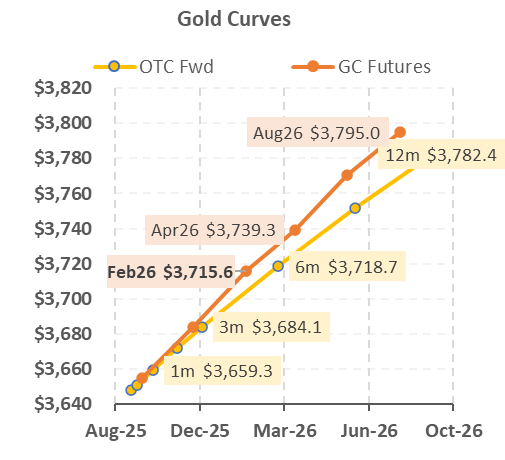 Gold Curves
OTC Fwd
GC Futures
$3,820
$3,800
$3,780
$3,760
$3,740
$3,720
$3,700
$3,680
$3,660
$3,640
Aug26 $3,795.0
12m $3,782.4
Apr26 $3,739.3
Feb26 $3,715.6
6m $3,718.7
3m $3,684.1
1m $3,659.3
Aug-25 Dec-25 Mar-26 Jun-26 Oct-26